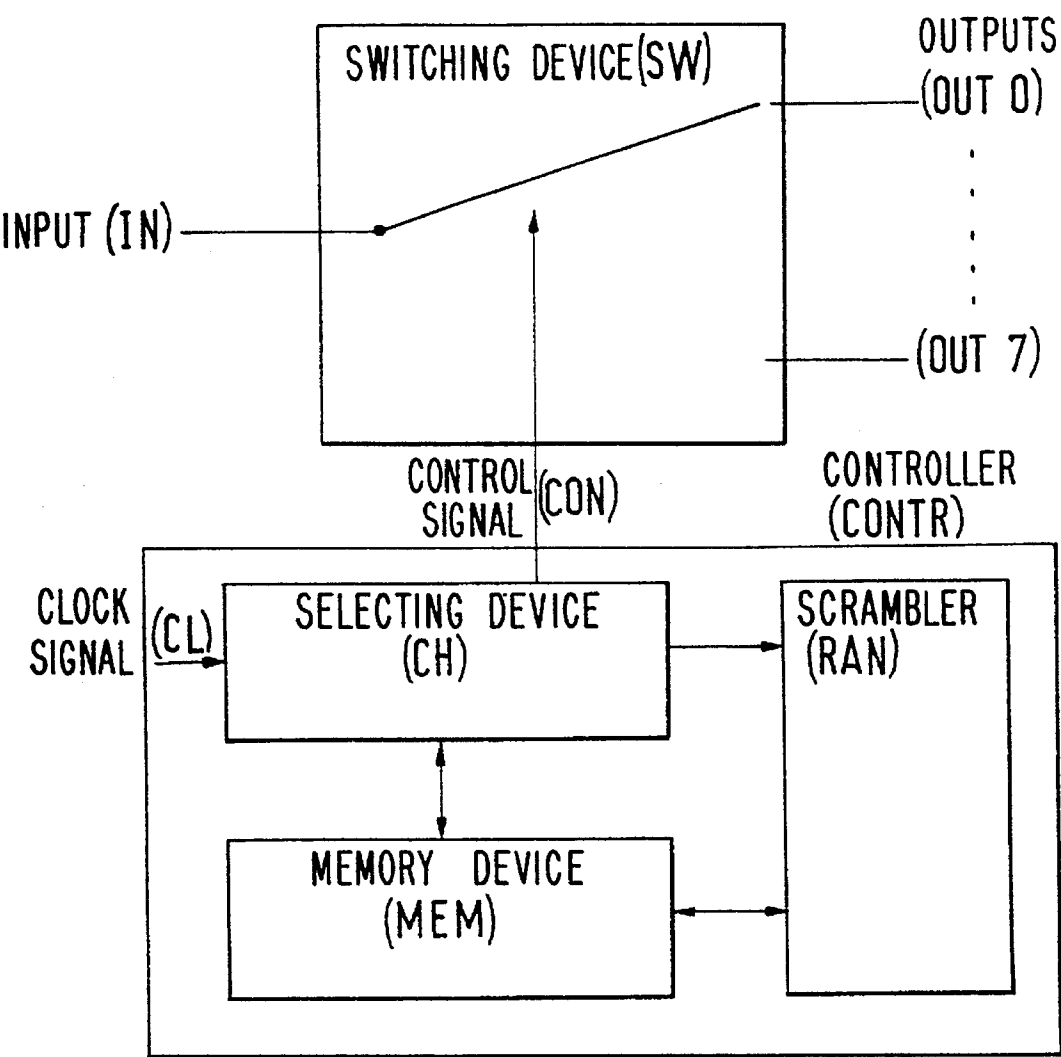 OUTPUTS
SWITCHING DEVICE(SW)
(OUT 0)
INPUT (IN)
(OUT 7)
CONTROL
SIGNAL
(CON)
CONTROLLER
(CONTR)
CLOCK
SIGNAL
(CL)
SELECTING DEVICE
(CH)
SCRAMBLER
(RAN)
MEMORY DEVICE
(MEM)